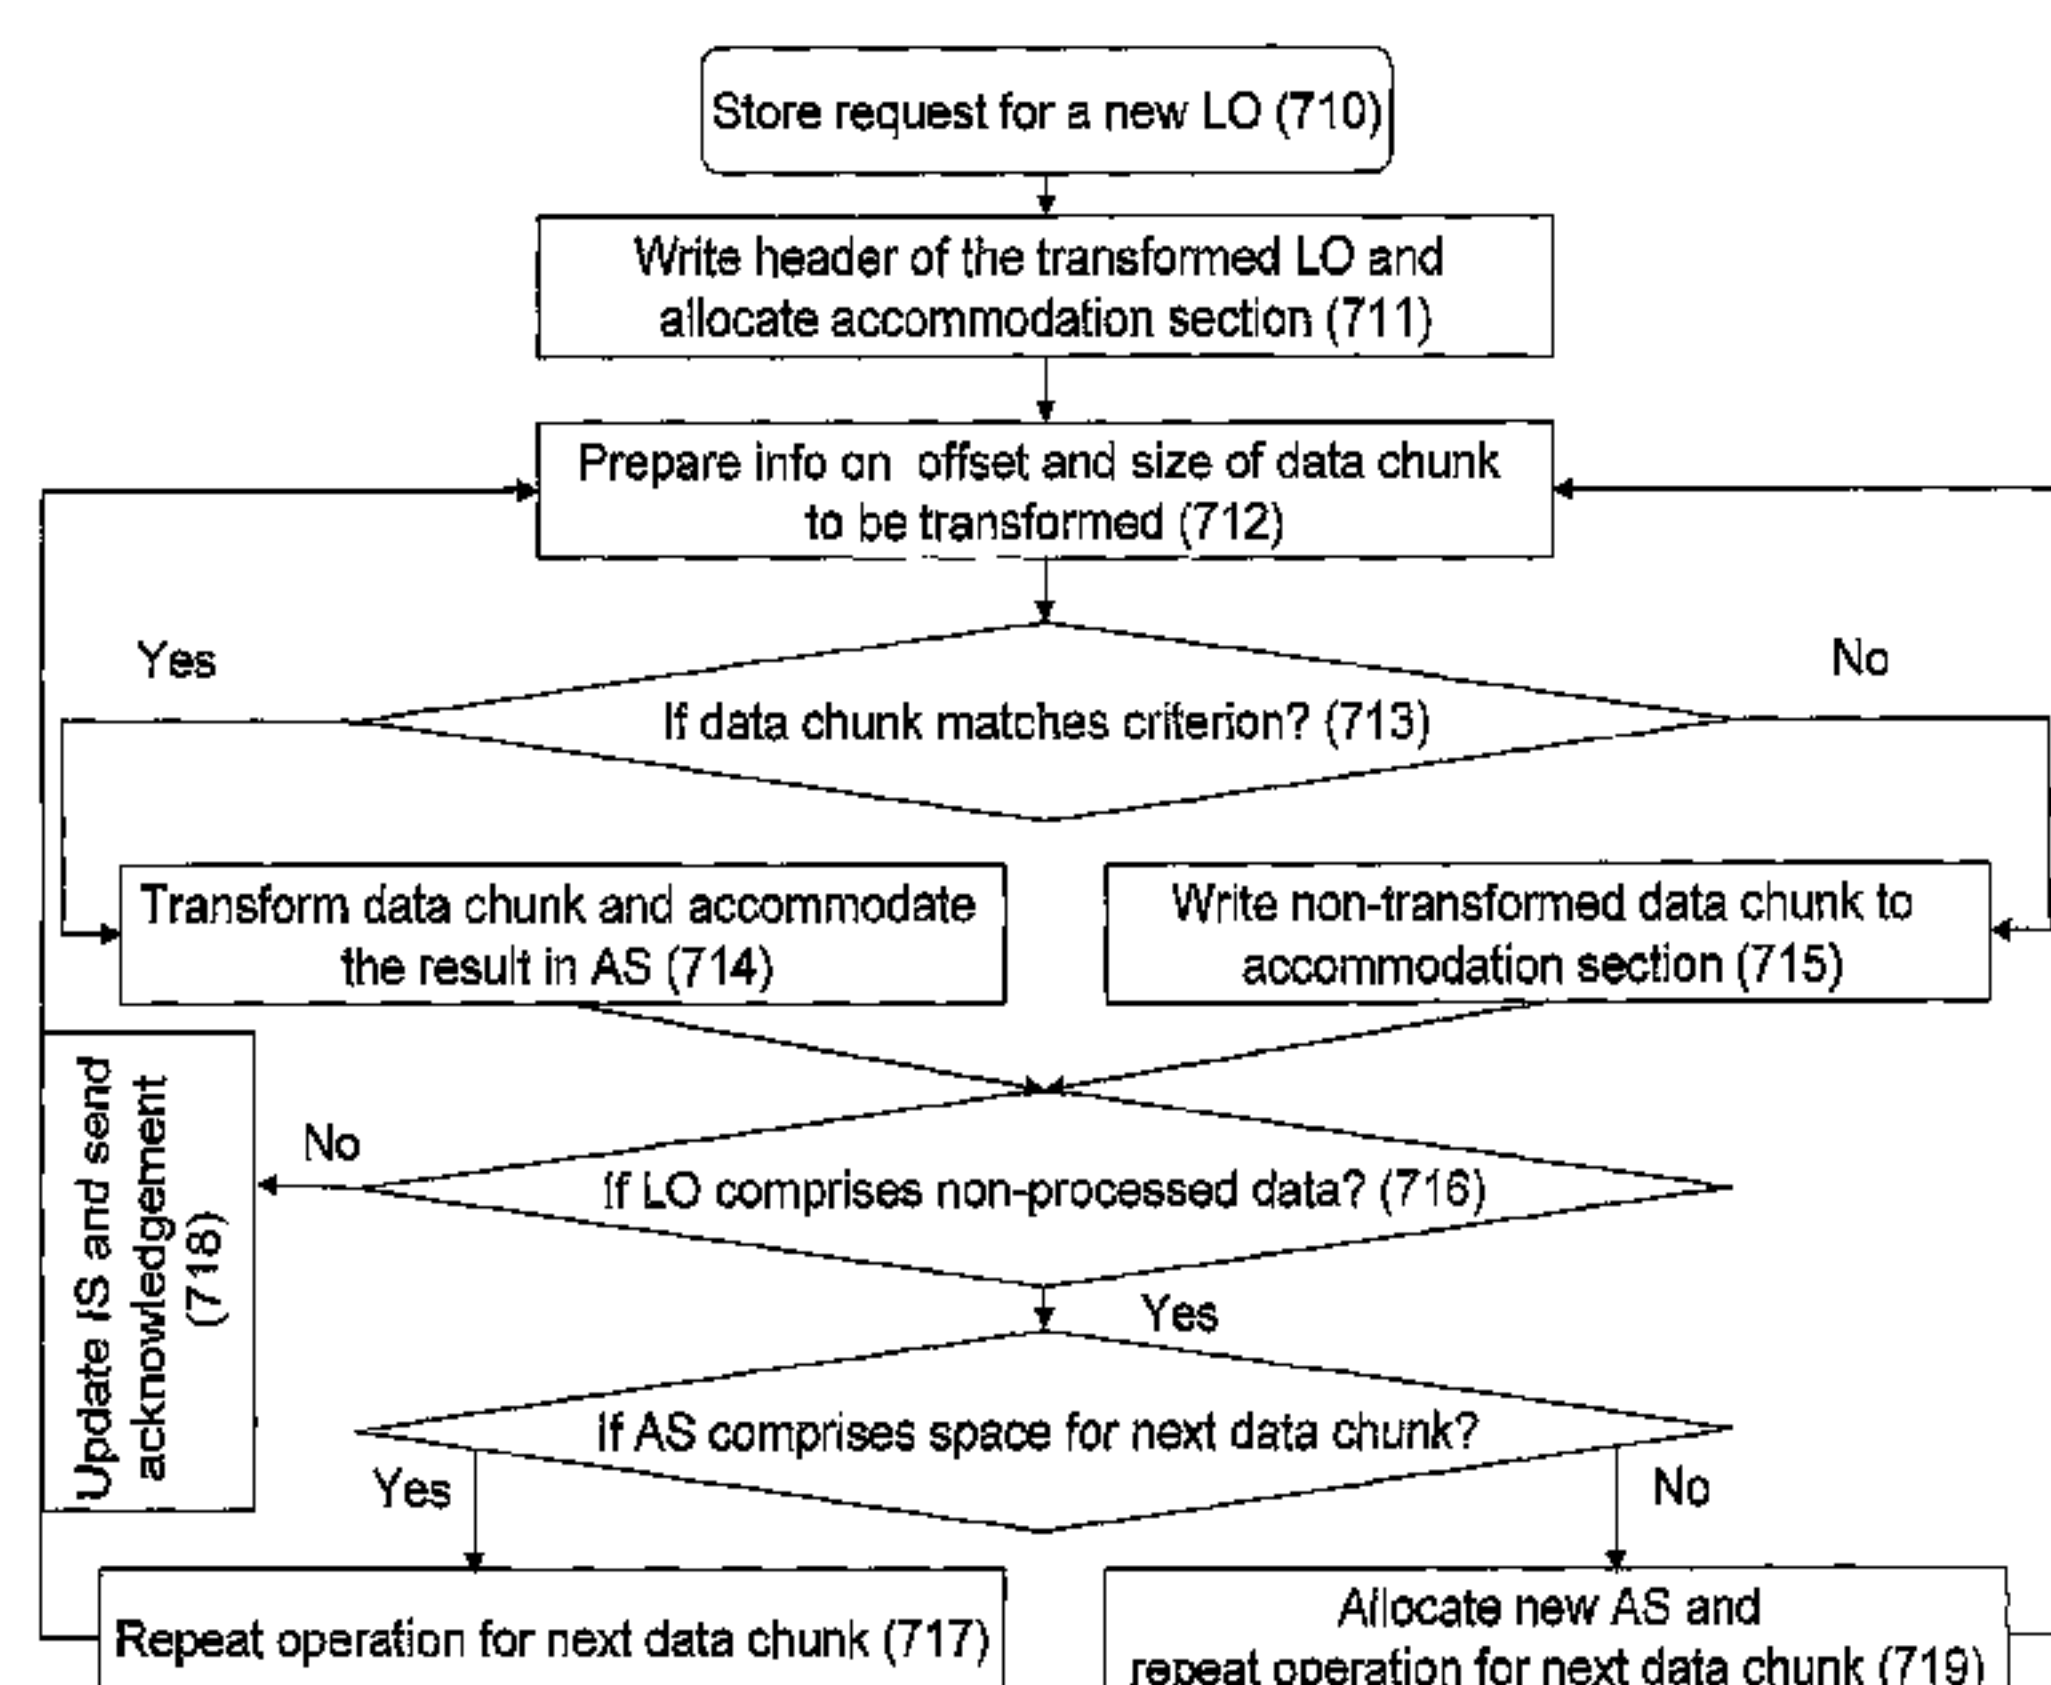 Store request for a new LO (710)
Write header of the transformed LO and
allocate accommodation section (711)
Prepare info on offset and size of data chunk
to be transformed (712)
Yes
No
If data chunk matches criterion? (713)
Transform data chunk and accommodate
the result in AS (714)
Write non-transformed data chunk to
accommodation section (715)
Update IS and send
acknowledgement
(718)
No
If LO comprises non-processed data? (716)
Yes
If AS comprises space for next data chunk?
Yes
No
Repeat operation for next data chunk (717)
Allocate new AS and
repeat operation for next data chunk (719)